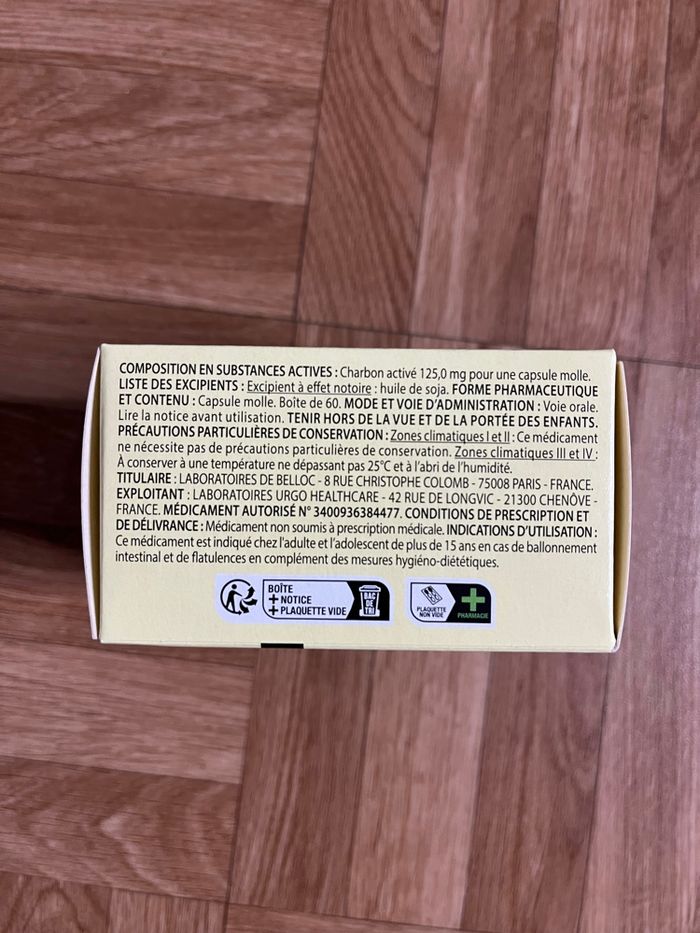 COMPOSITION EN SUBSTANCES ACTIVES : Charbon activé 125,0 mg pour une capsule molle.
LISTE DES EXCIPIENTS : Excipient à effet notoire : huile de soja. FORME PHARMACEUTIQUE
ET CONTENU : Capsule molle. Boîte de 60. MODE ET VOIE D'ADMINISTRATION : Voie orale.
Lire la notice avant utilisation. TENIR HORS DE LA VUE ET DE LA PORTÉE DES ENFANTS.
PRÉCAUTIONS PARTICULIÈRES DE CONSERVATION : Zones climatiques I et II : Ce médicament
ne nécessite pas de précautions particulières de conservation. Zones climatiques III et IV :
À conserver à une température ne dépassant pas 25°C et à l'abri de l'humidité.
TITULAIRE : LABORATOIRES DE BELLOC - 8 RUE CHRISTOPHE COLOMB - 75008 PARIS - FRANCE.
EXPLOITANT : LABORATOIRES URGO HEALTHCARE - 42 RUE DE LONGVIC - 21300 CHENÔVE -
FRANCE. MÉDICAMENT AUTORISÉ N° 3400936384477. CONDITIONS DE PRESCRIPTION ET
DE DÉLIVRANCE : Médicament non soumis à prescription médicale. INDICATIONS D'UTILISATION :
Ce médicament est indiqué chez l'adulte et l'adolescent de plus de 15 ans en cas de ballonnement
intestinal et de flatulences en complément des mesures hygiéno-diététiques.
BOÎTE
+ NOTICE
+ PLAQUETTE VIDE
BAC
DE
TRI
PLAQUETTE
NON VIDE
PHARMACIE